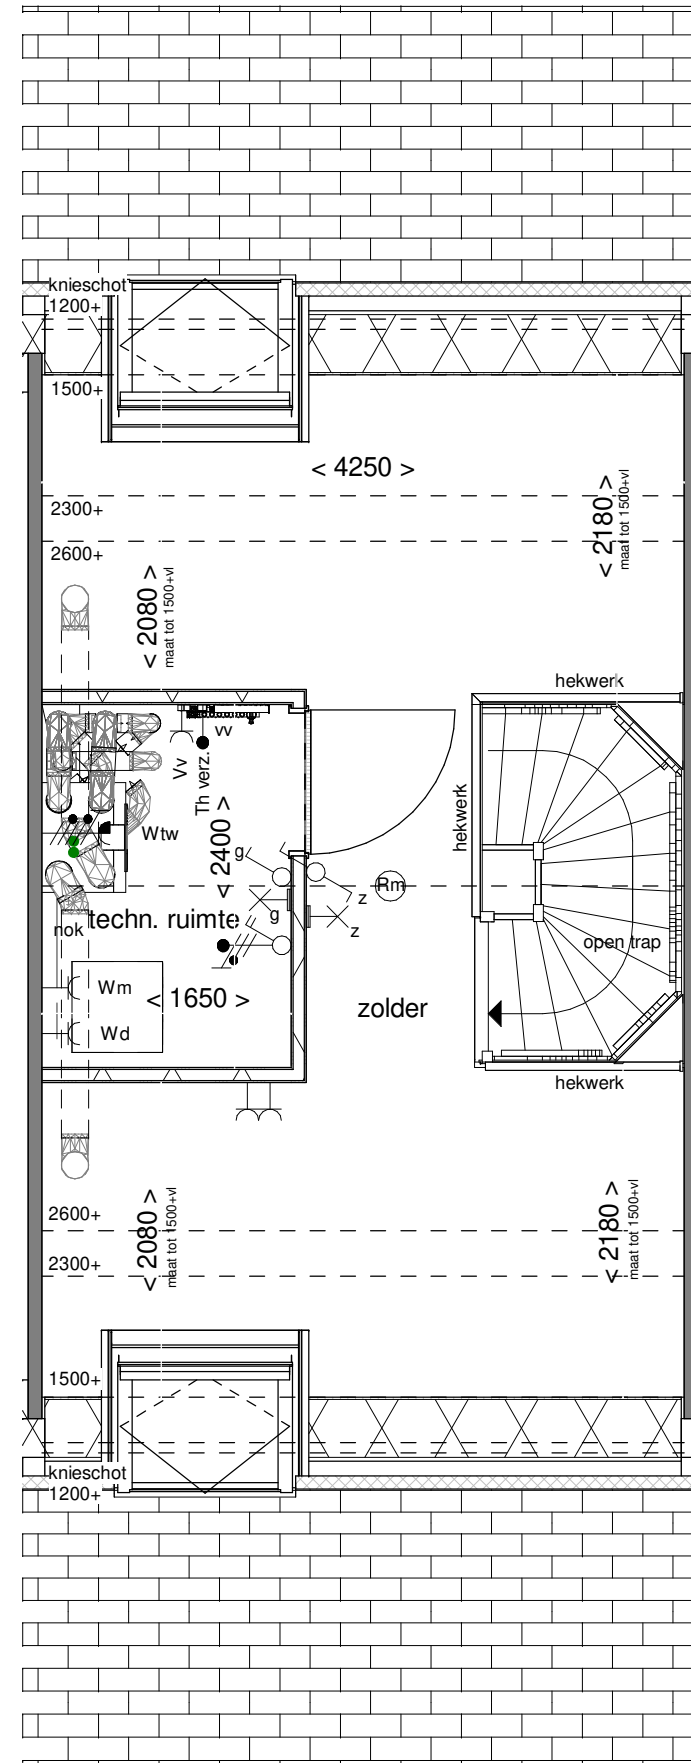 knieschot
1200+
1500+
< 4250 >
2300+
2600+
< 2180 >
maat tot 1500+vl
< 2080 >
maat tot 1500+vl
hekwerk
vv
Vv
Th verz.
hekwerk
Wtw
< 2400 >
g
Rm
z
g
z
nok
techn. ruimte
open trap
Wm
< 1650 >
zolder
Wd
hekwerk
2600+
< 2080 >
maat tot 1500+vl
< 2180 >
maat tot 1500+vl
2300+
1500+
knieschot
1200+